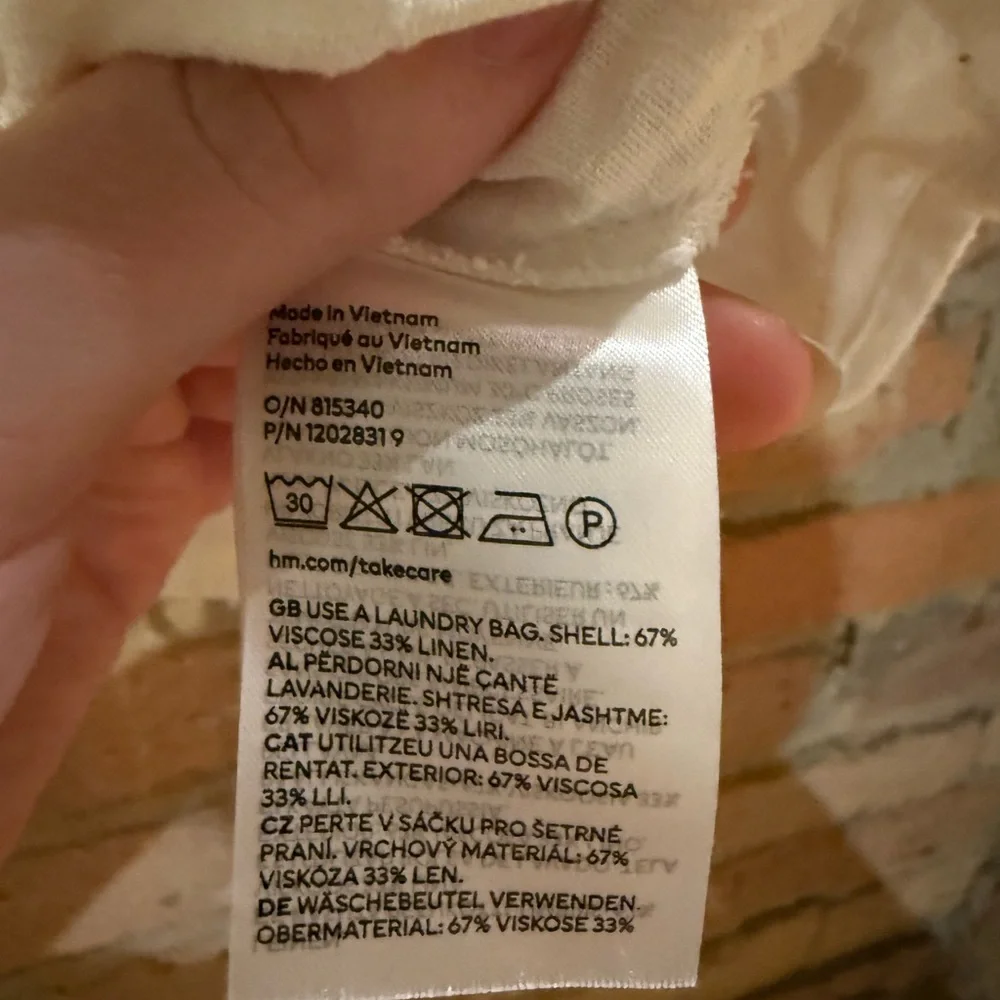 Made in Vietnam
Fabriqué au Vietnam
Hecho en Vietnam
O/N 815340
P/N 12028319
30
P
hm.com/takecare
GB USE A LAUNDRY BAG. SHELL: 67%
VISCOSE 33% LINEN.
AL PËRDORNI NJË ÇANTË
LAVANDERIE. SHTRESA E JASHTME:
67% VISKOZË 33% LIRI.
CAT UTILITZEU UNA BOSSA DE
RENTAT. EXTERIOR: 67% VISCOSA
33% LLI.
CZ PERTE V SÁČKU PRO ŠETRNÉ
PRANÍ. VRCHOVÝ MATERIÁL: 67%
VISKÓZA 33% LEN.
DE WÄSCHEBEUTEL VERWENDEN.
OBERMATERIAL: 67% VISKOSE 33%